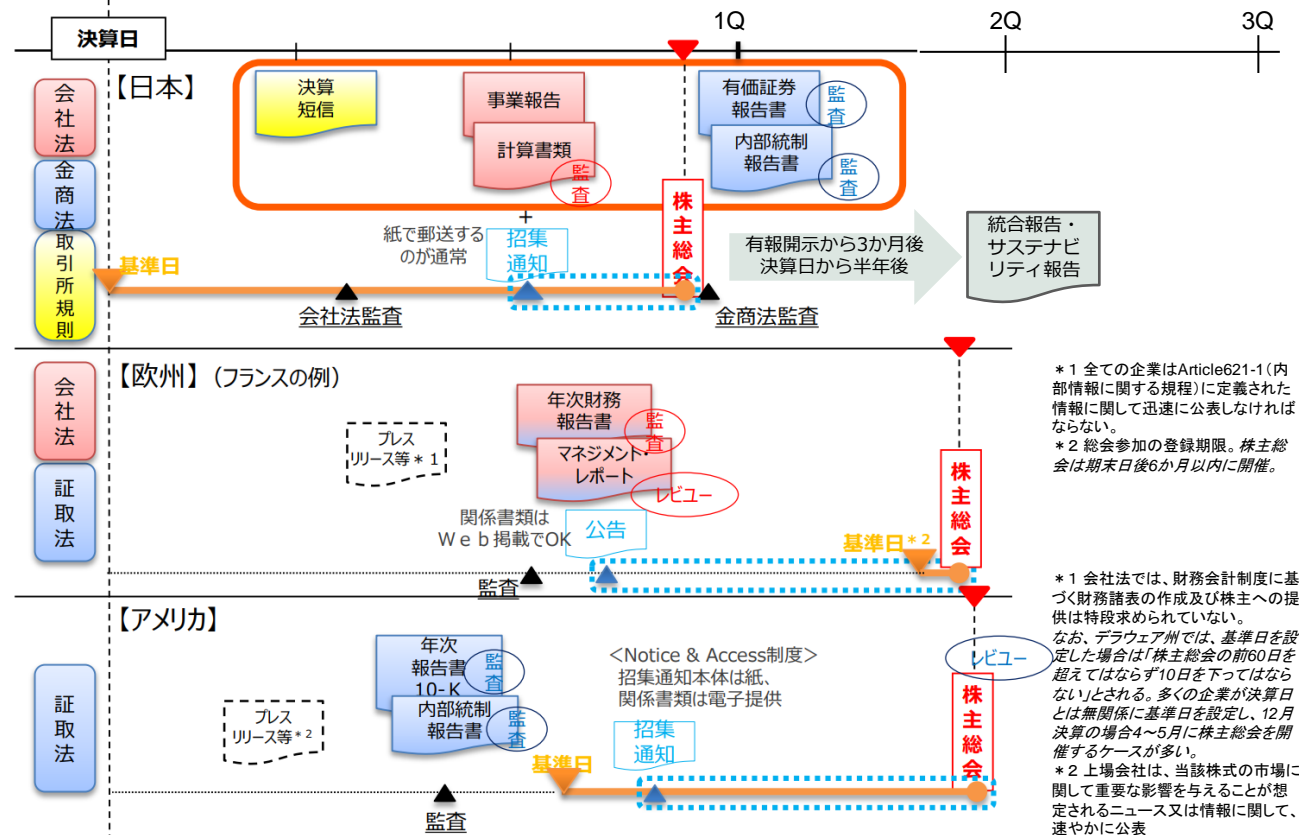 決算日
1Q
2Q
3Q
会社法
金商法
取引所規則
【日本】
決算
短信
事業報告
計算書類
監査
有価証券
報告書
監査
内部統制
報告書
監査
株主総会
+
紙で郵送する
のが通常
招集
通知
基準日
会社法監査
金商法監査
有報開示から3か月後
決算日から半年後
統合報告・
サステナビ
リティ報告
会社法
証取法
【欧州】（フランスの例）
プレス
リリース等＊1
年次財務
報告書
監査
マネジメント・
レポート
レビュー
関係書類は
Ｗｅｂ掲載でOK
公告
基準日＊2
株主総会
監査
＊1 全ての企業はArticle621-1（内
部情報に関する規程）に定義された
情報に関して迅速に公表しなければ
ならない。
＊2 総会参加の登録期限。株主総
会は期末日後6か月以内に開催。
証取法
【アメリカ】
プレス
リリース等＊2
年次
報告書
10-K
監査
内部統制
報告書
監査
＜Notice & Access制度＞
招集通知本体は紙、
関係書類は電子提供
招集
通知
基準日
レビュー
株主総会
監査
＊1 会社法では、財務会計制度に基
づく財務諸表の作成及び株主への提
供は特段求められていない。
なお、デラウェア州では、基準日を設
定した場合は「株主総会の前60日を
超えてはならず10日を下ってはなら
ない」とされる。多くの企業が決算日
とは無関係に基準日を設定し、12月
決算の場合4～5月に株主総会を開
催するケースが多い。
＊2 上場会社は、当該株式の市場に
関して重要な影響を与えることが想
定されるニュース又は情報に関して、
速やかに公表